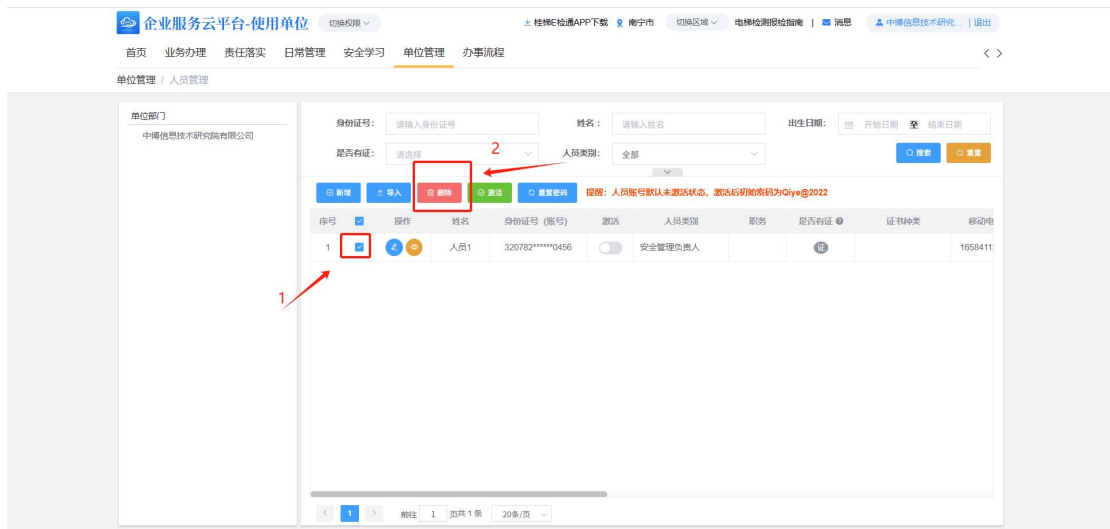 企业服务云平台-使用单位 切换权限 桂梯E检通APP下载 南宁市 切换区域 电梯检测报检指南 | 消息 中博信息技术研究... | 退出
首页 业务办理 责任落实 日常管理 安全学习 单位管理 办事流程
单位管理 / 人员管理
单位部门
中博信息技术研究院有限公司
身份证号： 请输入身份证号 姓名： 请输入姓名 出生日期： 开始日期 至 结束日期
是否有证： 请选择 人员类别： 全部 搜索 重置
2
新增 导入 删除 激活 重置密码 提醒：人员账号默认未激活状态，激活后初始密码为Qiye@2022
序号 操作 姓名 身份证号（账号） 激活 人员类别 职务 是否有证 证书种类 移动电
1 人员1 320782******0456 安全管理负责人 证 1658411
1
1 前往 1 页共 1 条 20条/页